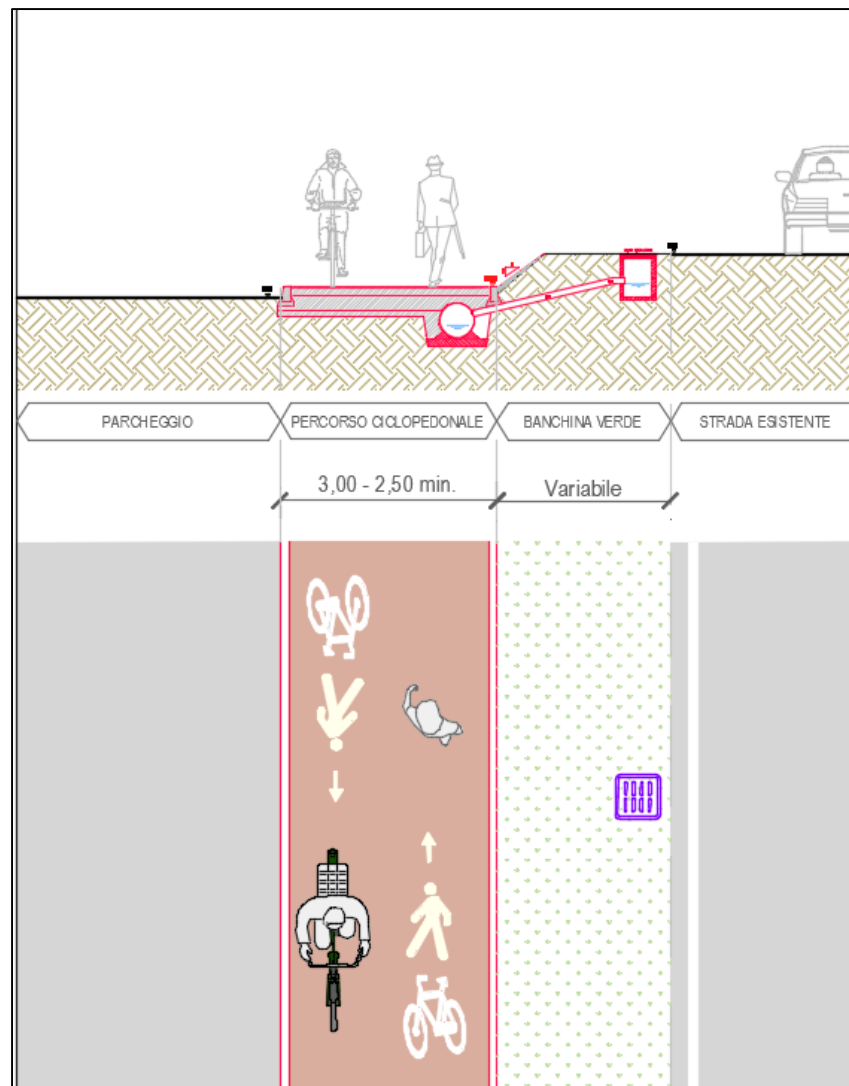 PARCHEGGIO
PERCORSO CICLOPEDONALE
BANCHINA VERDE
STRADA ESISTENTE
3,00 - 2,50 min.
Variabile